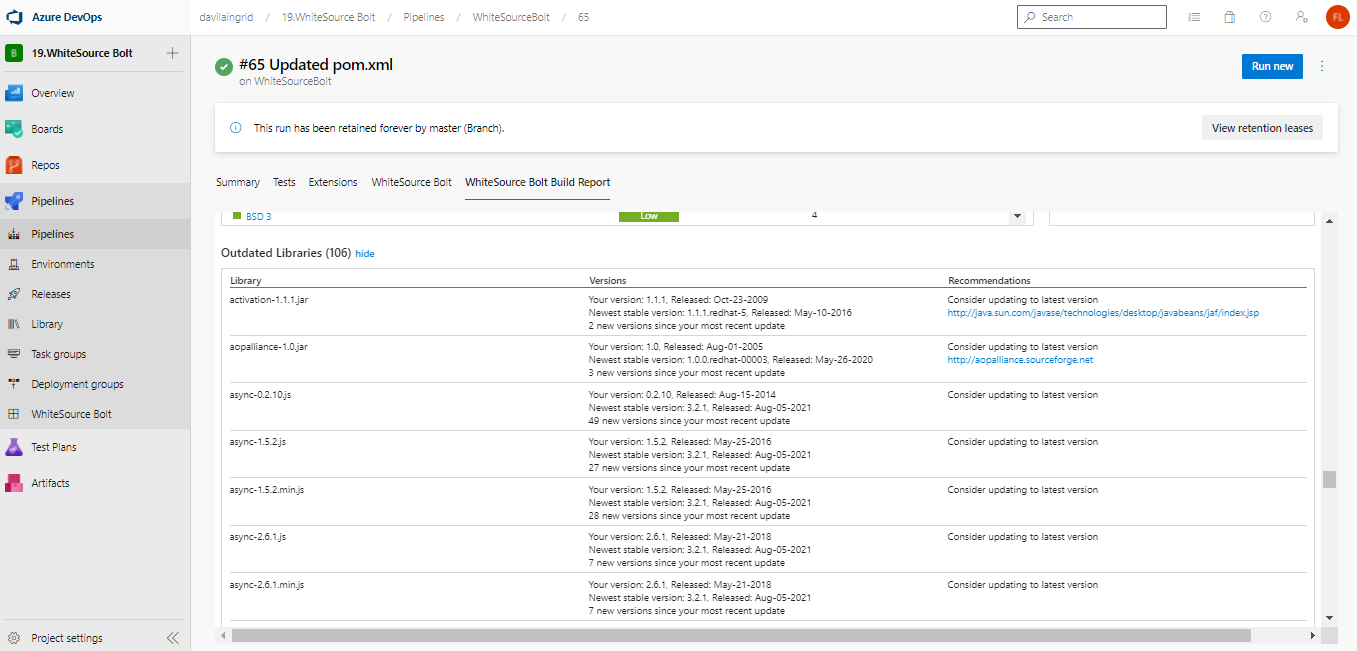 Azure DevOps
davilaingrid / 19.WhiteSource Bolt / Pipelines / WhiteSourceBolt / 65
Search
FL
B 19.WhiteSource Bolt
Overview
Boards
Repos
Pipelines
Pipelines
Environments
Releases
Library
Task groups
Deployment groups
WhiteSource Bolt
Test Plans
Artifacts
Project settings
#65 Updated pom.xml
on WhiteSourceBolt
Run new
This run has been retained forever by master (Branch).
View retention leases
Summary Tests Extensions WhiteSource Bolt WhiteSource Bolt Build Report
BSD 3 Low 4
Outdated Libraries (106) hide
Library Versions Recommendations
activation-1.1.1.jar Your version: 1.1.1, Released: Oct-23-2009 Consider updating to latest version
Newest stable version: 1.1.1.redhat-5, Released: May-10-2016 http://java.sun.com/javase/technologies/desktop/javabeans/jaf/index.jsp
2 new versions since your most recent update
aopalliance-1.0.jar Your version: 1.0, Released: Aug-01-2005 Consider updating to latest version
Newest stable version: 1.0.0.redhat-00003, Released: May-26-2020 http://aopalliance.sourceforge.net
3 new versions since your most recent update
async-0.2.10.js Your version: 0.2.10, Released: Aug-15-2014 Consider updating to latest version
Newest stable version: 3.2.1, Released: Aug-05-2021
49 new versions since your most recent update
async-1.5.2.js Your version: 1.5.2, Released: May-25-2016 Consider updating to latest version
Newest stable version: 3.2.1, Released: Aug-05-2021
27 new versions since your most recent update
async-1.5.2.min.js Your version: 1.5.2, Released: May-25-2016 Consider updating to latest version
Newest stable version: 3.2.1, Released: Aug-05-2021
28 new versions since your most recent update
async-2.6.1.js Your version: 2.6.1, Released: May-21-2018 Consider updating to latest version
Newest stable version: 3.2.1, Released: Aug-05-2021
7 new versions since your most recent update
async-2.6.1.min.js Your version: 2.6.1, Released: May-21-2018 Consider updating to latest version
Newest stable version: 3.2.1, Released: Aug-05-2021
7 new versions since your most recent update